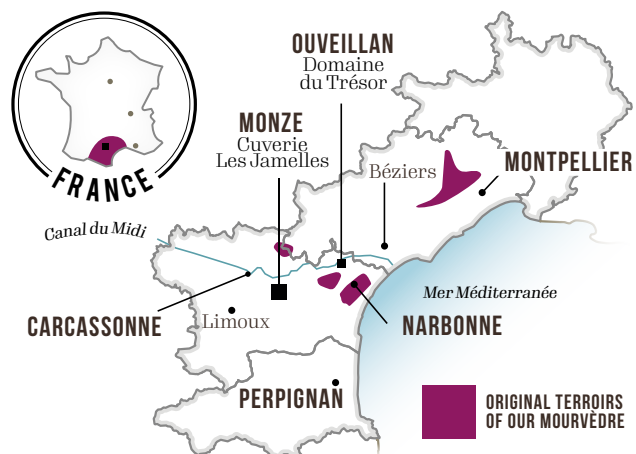 FRANCE
OUVEILLAN
Domaine
du Trésor
MONZE
Cuverie
Les Jamelles
Béziers
MONTPELLIER
Canal du Midi
Mer Méditerranée
CARCASSONNE
Limoux
NARBONNE
PERPIGNAN
ORIGINAL TERROIRS
OF OUR MOURVÈDRE